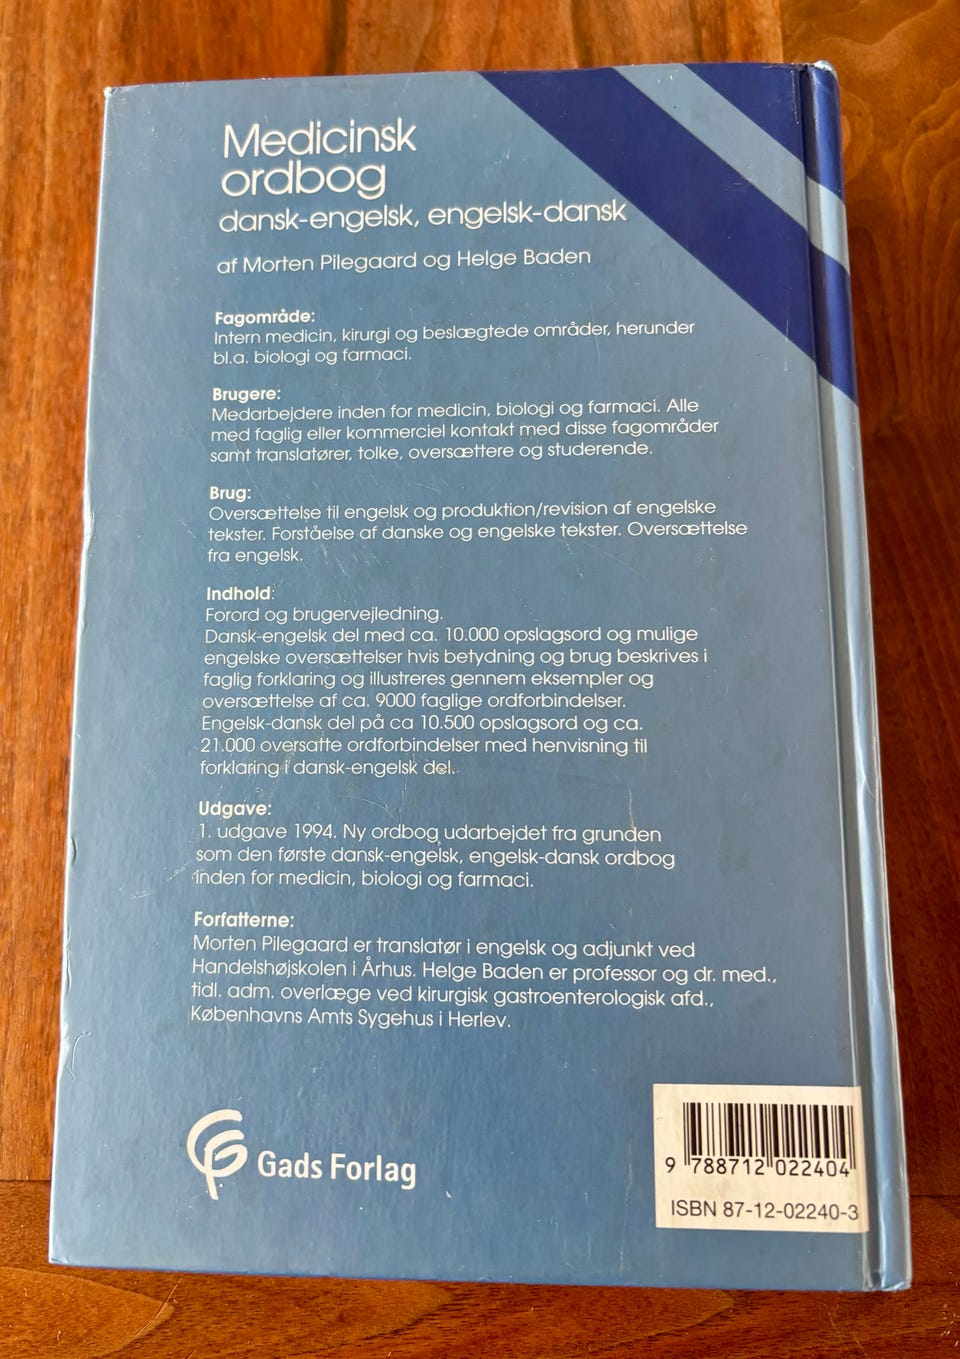 Medicinsk
ordbog
dansk-engelsk, engelsk-dansk
af Morten Pilegaard og Helge Baden
Fagområde:
Intern medicin, kirurgi og beslægtede områder, herunder
bl.a. biologi og farmaci.
Brugere:
Medarbejdere inden for medicin, biologi og farmaci. Alle
med faglig eller kommerciel kontakt med disse fagområder
samt translatører, tolke, oversættere og studerende.
Brug:
Oversættelse til engelsk og produktion/revision af engelske
tekster. Forståelse af danske og engelske tekster. Oversættelse
fra engelsk.
Indhold:
Forord og brugervejledning.
Dansk-engelsk del med ca. 10.000 opslagsord og mulige
engelske oversættelser hvis betydning og brug beskrives i
faglig forklaring og illustreres gennem eksempler og
oversættelse af ca. 9000 faglige ordforbindelser.
Engelsk-dansk del på ca 10.500 opslagsord og ca.
21.000 oversatte ordforbindelser med henvisning til
forklaring i dansk-engelsk del.
Udgave:
1. udgave 1994. Ny ordbog udarbejdet fra grunden
som den første dansk-engelsk, engelsk-dansk ordbog
inden for medicin, biologi og farmaci.
Forfatterne:
Morten Pilegaard er translatør i engelsk og adjunkt ved
Handelshøjskolen i Århus. Helge Baden er professor og dr. med.,
tidl. adm. overlæge ved kirurgisk gastroenterologisk afd.,
Københavns Amts Sygehus i Herlev.
Gads Forlag
9 788712 022404
ISBN 87-12-02240-3